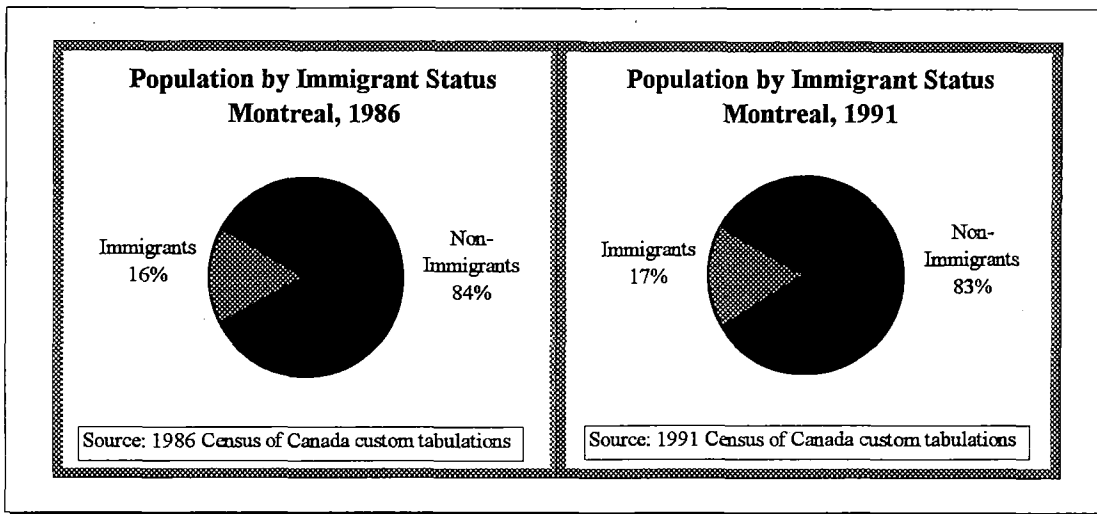 Population by Immigrant Status
Montreal, 1986
Immigrants
16%
Non-
Immigrants
84%
Source: 1986 Census of Canada custom tabulations
Population by Immigrant Status
Montreal, 1991
Immigrants
17%
Non-
Immigrants
83%
Source: 1991 Census of Canada custom tabulations